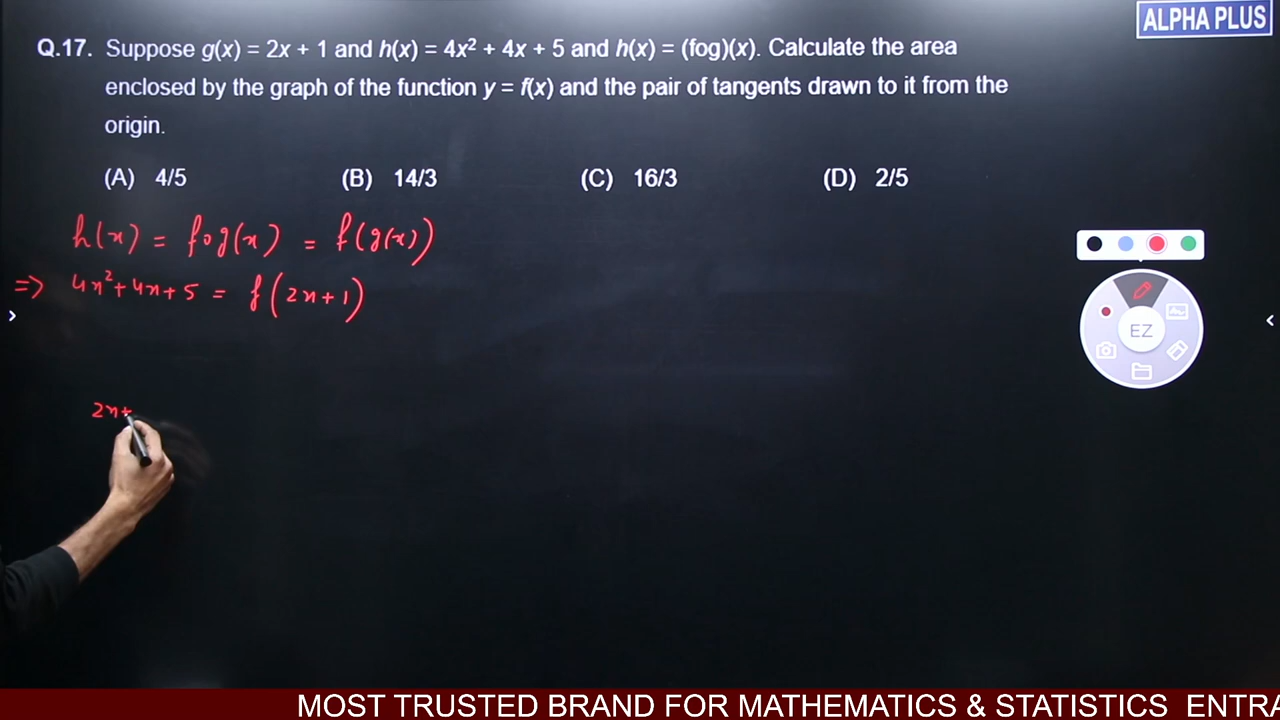 ALPHA PLUS
Q.17. Suppose g(x) = 2x + 1 and h(x) = 4x² + 4x + 5 and h(x) = (fog)(x). Calculate the area
enclosed by the graph of the function y = f(x) and the pair of tangents drawn to it from the
origin.
(A) 4/5 (B) 14/3 (C) 16/3 (D) 2/5
h(x) = fog(x) = f(g(x))
=> 4x² + 4x + 5 = f(2x + 1)
EZ
2x+
MOST TRUSTED BRAND FOR MATHEMATICS & STATISTICS ENTRA